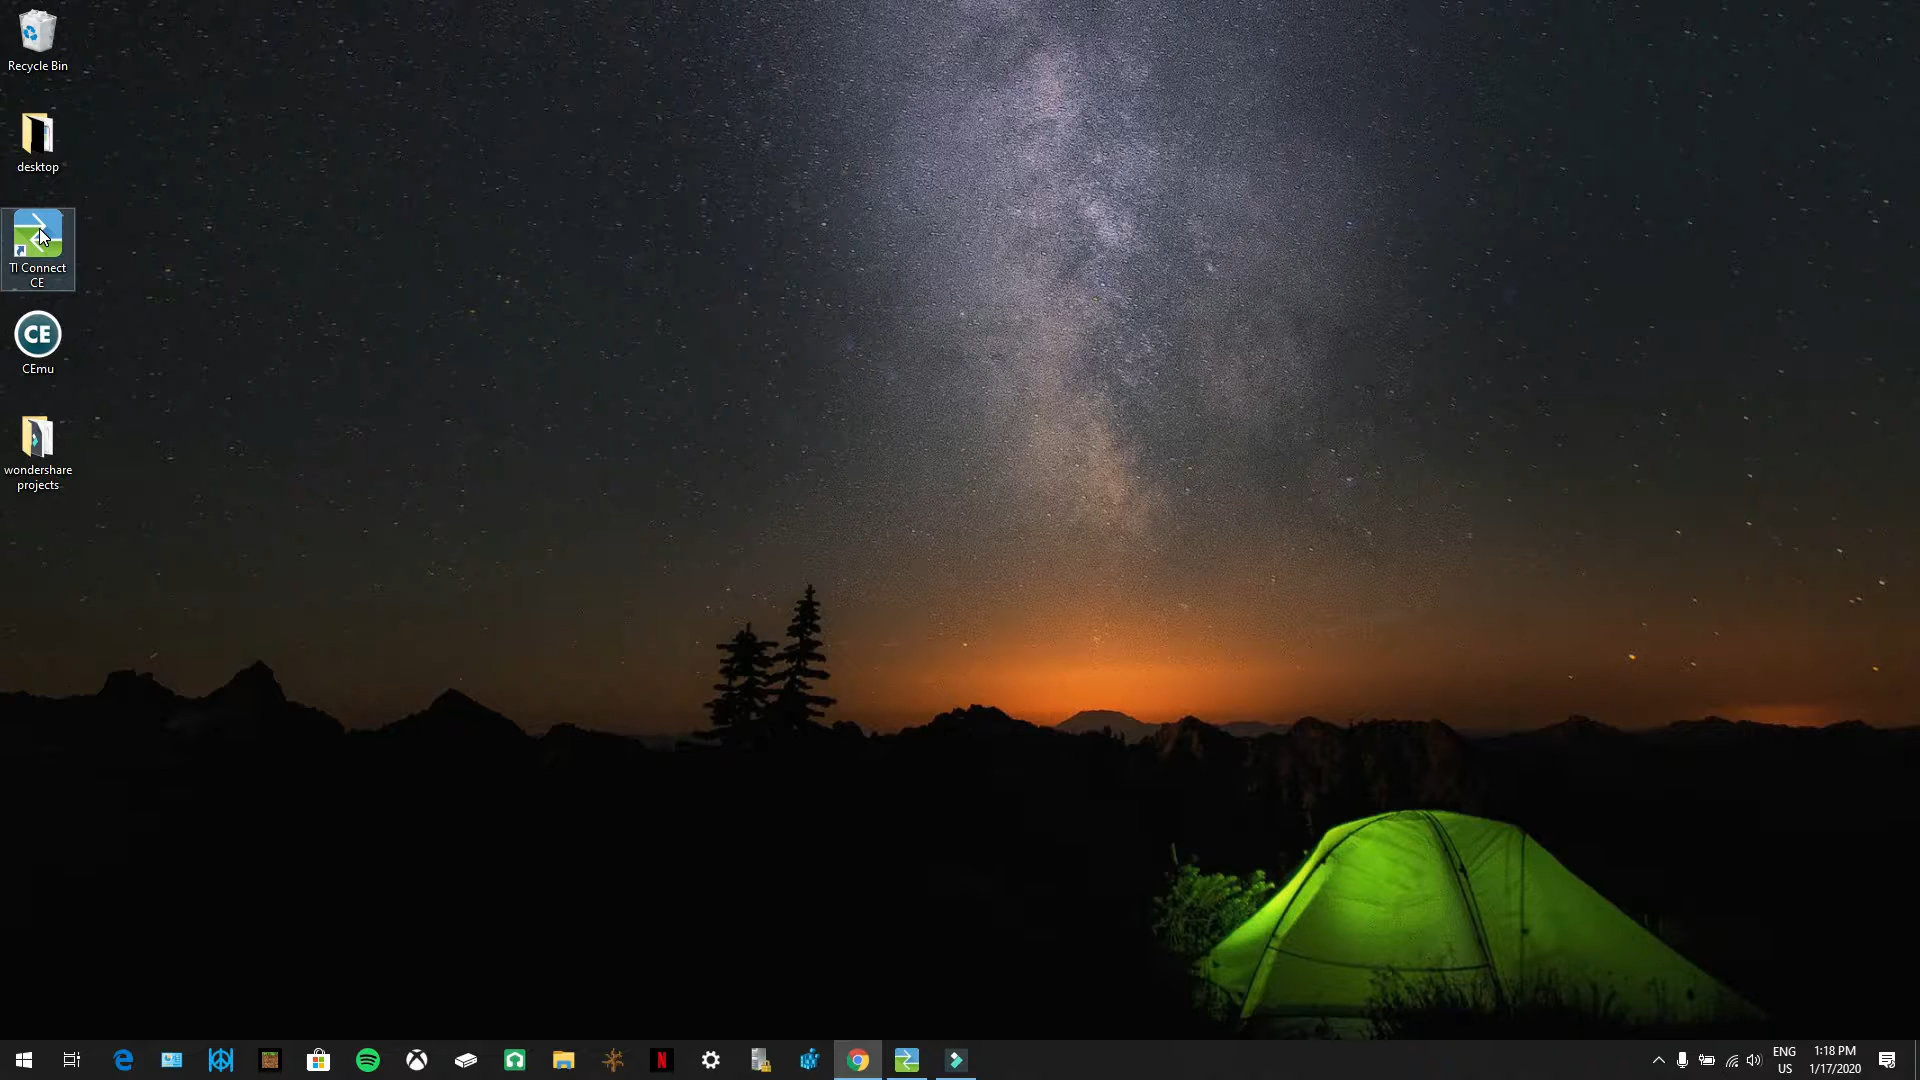 Recycle Bin
desktop
TI Connect
CE
CE
CEmu
wondershare
projects
N
ENG
US
1:18 PM
1/17/2020